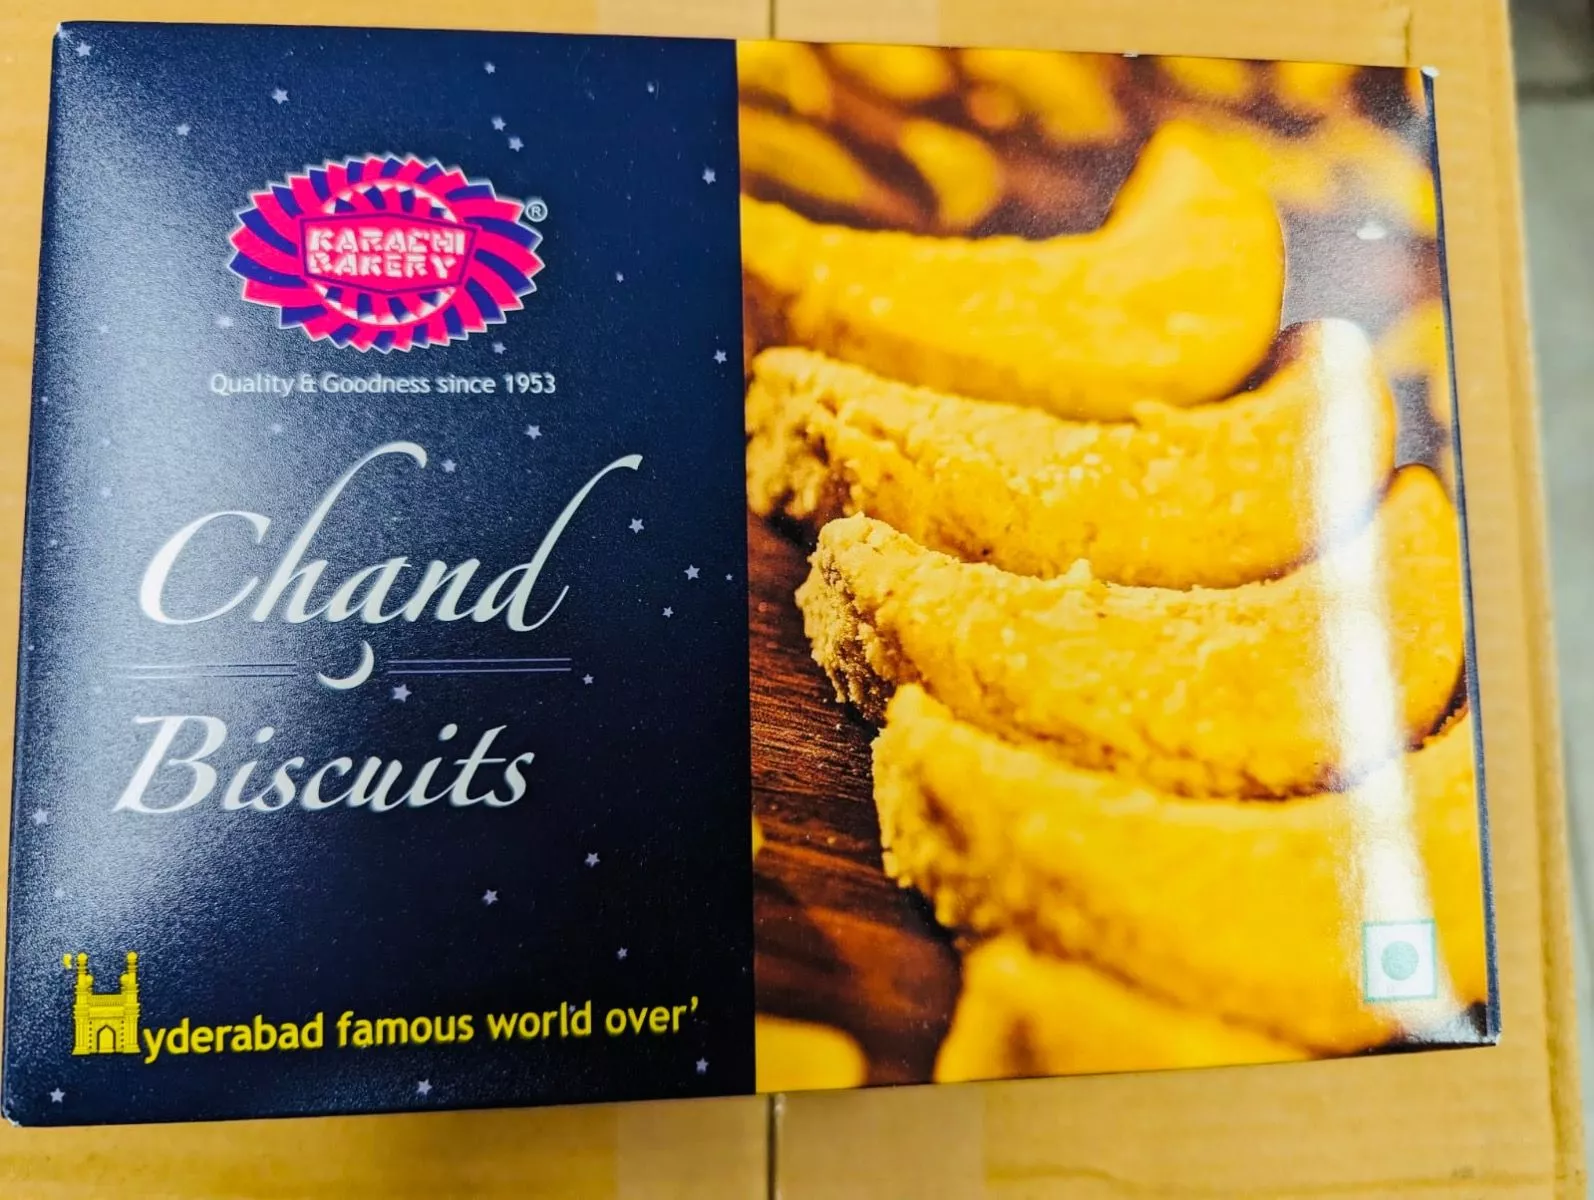 KARACHI
BAKERY
®
Quality & Goodness since 1953
Chand
Biscuits
'Hyderabad famous world over'